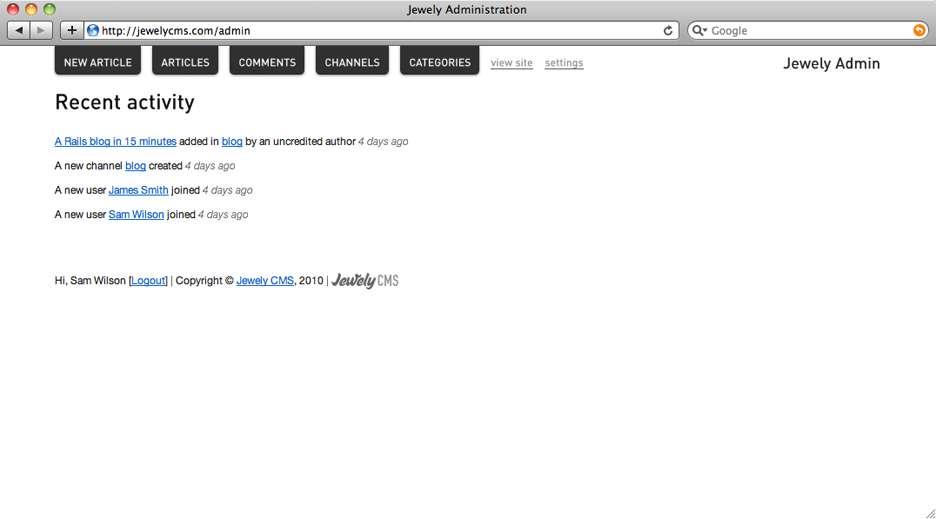 Jewely Administration
http://jewelycms.com/admin
Google
NEW ARTICLE ARTICLES COMMENTS CHANNELS CATEGORIES view site settings Jewely Admin
Recent activity
A Rails blog in 15 minutes added in blog by an uncredited author 4 days ago
A new channel blog created 4 days ago
A new user James Smith joined 4 days ago
A new user Sam Wilson joined 4 days ago
Hi, Sam Wilson [Logout] | Copyright © Jewely CMS, 2010 | Jewely CMS